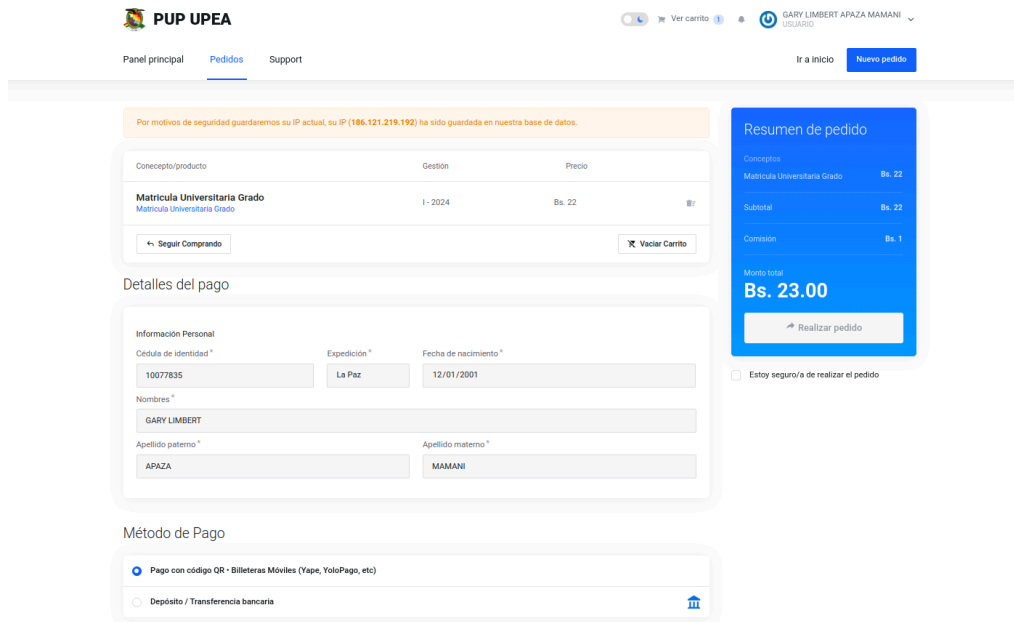 PUP UPEA
Ver carrito 1
GARY LIMBERT APAZA MAMANI
USUARIO
Panel principal Pedidos Support
Ir a inicio Nuevo pedido
Por motivos de seguridad guardaremos su IP actual, su IP (186.121.219.192) ha sido guardada en nuestra base de datos.
Conecepto/producto Gestión Precio
Matricula Universitaria Grado
Matricula Universitaria Grado
I - 2024 Bs. 22
Seguir Comprando Vaciar Carrito
Resumen de pedido
Conceptos
Matricula Universitaria Grado Bs. 22
Subtotal Bs. 22
Comisión Bs. 1
Monto total
Bs. 23.00
Realizar pedido
Estoy seguro/a de realizar el pedido
Detalles del pago
Información Personal
Cédula de identidad * Expedición * Fecha de nacimiento *
10077835 La Paz 12/01/2001
Nombres *
GARY LIMBERT
Apellido paterno * Apellido materno *
APAZA MAMANI
Método de Pago
Pago con código QR • Billeteras Móviles (Yape, YoloPago, etc)
Depósito / Transferencia bancaria